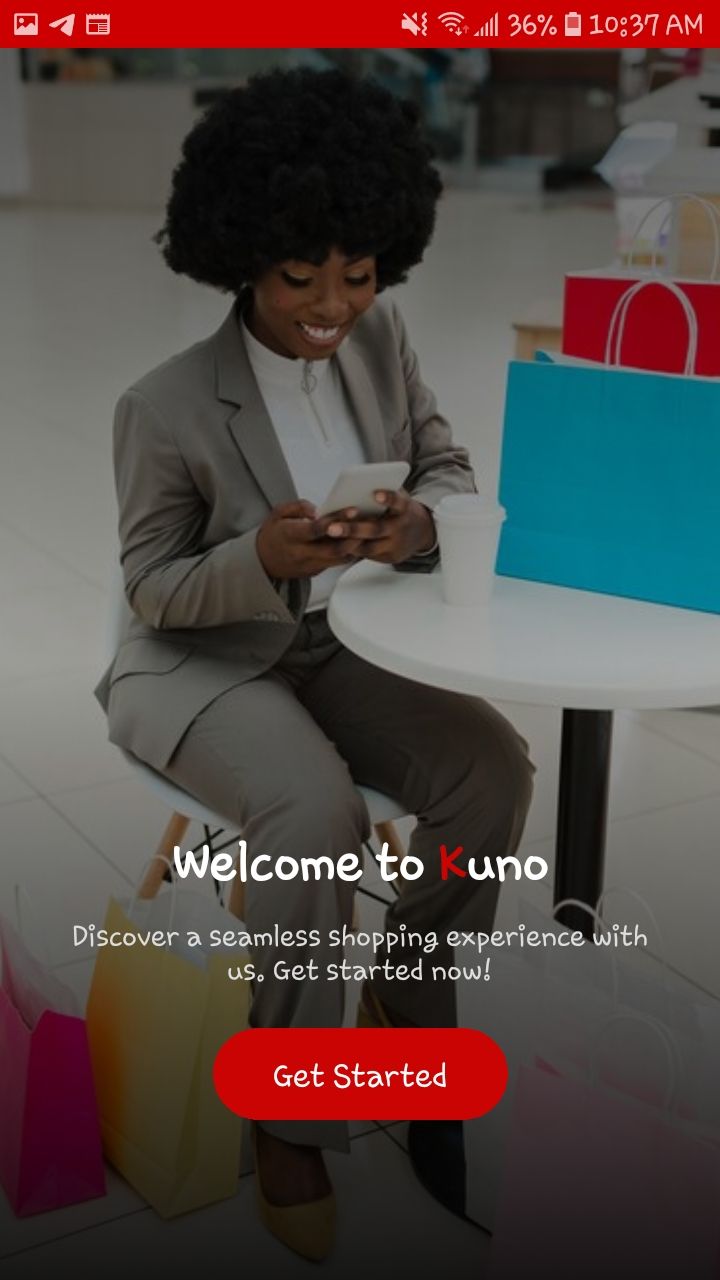 36% 10:37 AM
Welcome to Kuno
Discover a seamless shopping experience with
us. Get started now!
Get Started